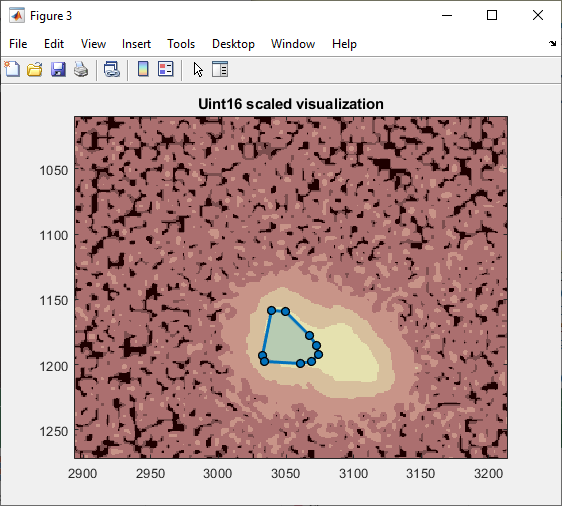 Figure 3
File Edit View Insert Tools Desktop Window Help
Uint16 scaled visualization
1050
1100
1150
1200
1250
2900 2950 3000 3050 3100 3150 3200